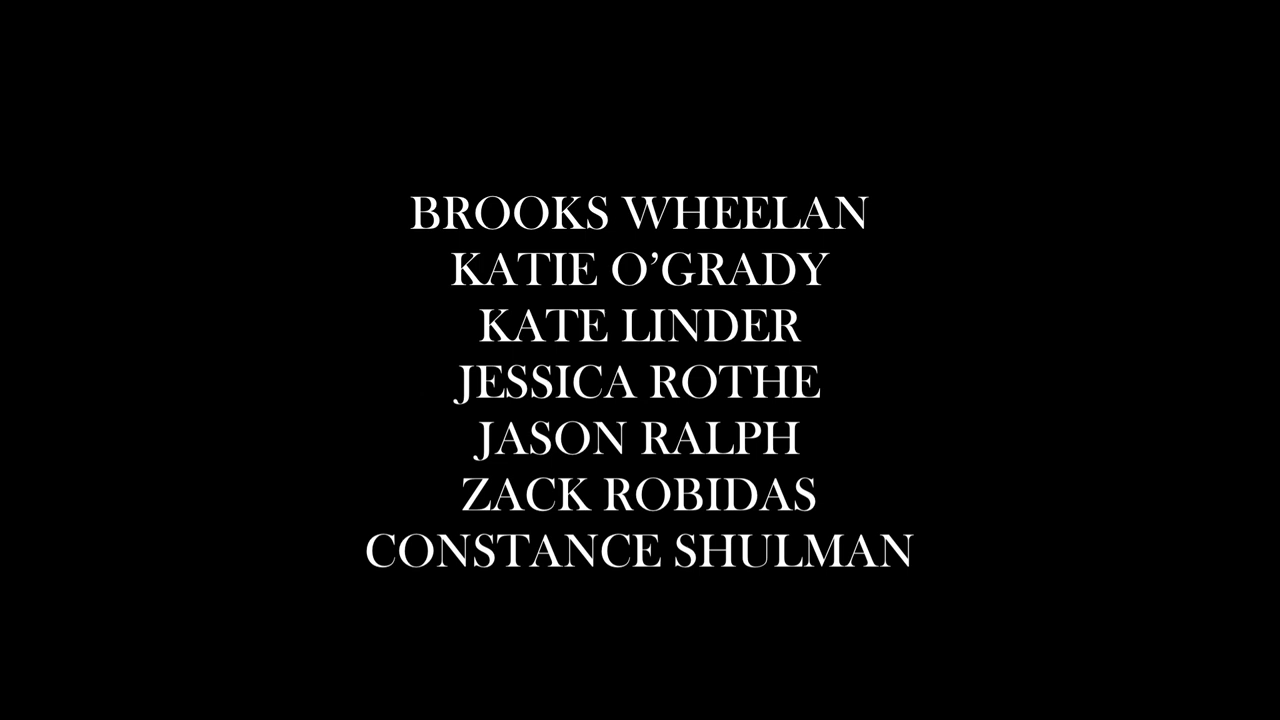 BROOKS WHEELAN
KATIE O’GRADY
KATE LINDER
JESSICA ROTHE
JASON RALPH
ZACK ROBIDAS
CONSTANCE SHULMAN